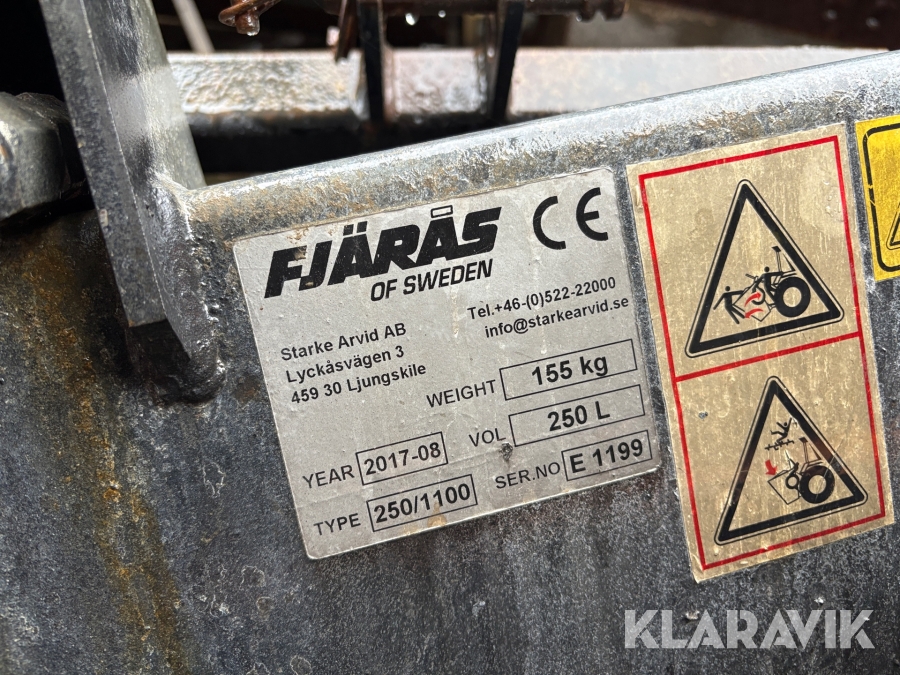 FJÄRÅS
OF SWEDEN
CE
Starke Arvid AB
Lyckåsvägen 3
459 30 Ljungskile
Tel.+46-(0)522-22000
info@starkearvid.se
WEIGHT 155 kg
VOL 250 L
YEAR 2017-08
SER.NO E 1199
TYPE 250/1100
KLARAVIK